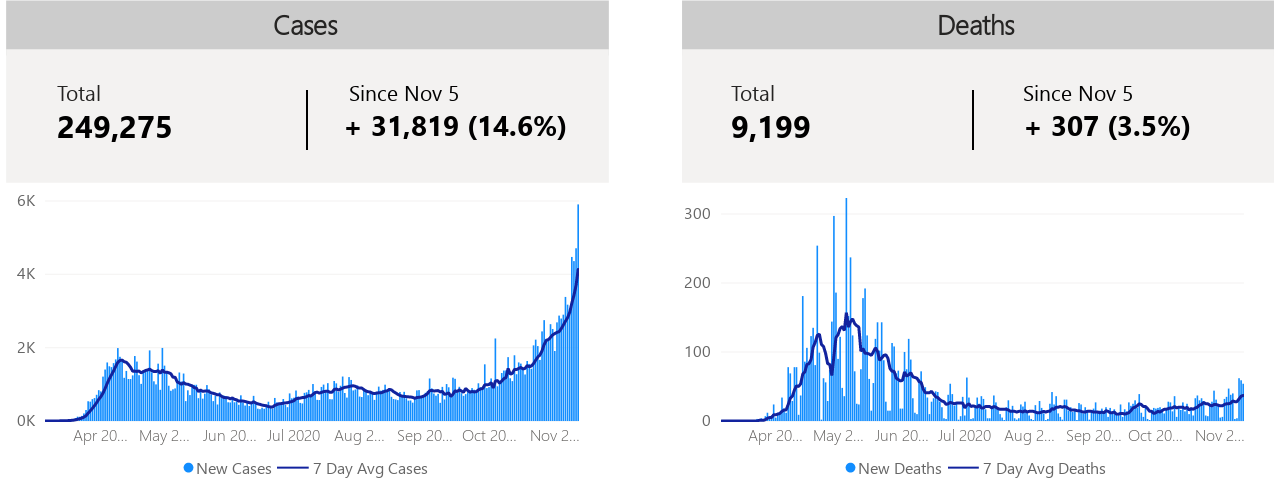 Cases
Total
249,275
Since Nov 5
+ 31,819 (14.6%)
6K
4K
2K
0K
Apr 20... May 2... Jun 20... Jul 2020 Aug 2... Sep 20... Oct 20... Nov 2...
New Cases 7 Day Avg Cases
Deaths
Total
9,199
Since Nov 5
+ 307 (3.5%)
300
200
100
0
Apr 20... May 2... Jun 20... Jul 2020 Aug 2... Sep 20... Oct 20... Nov 2...
New Deaths 7 Day Avg Deaths